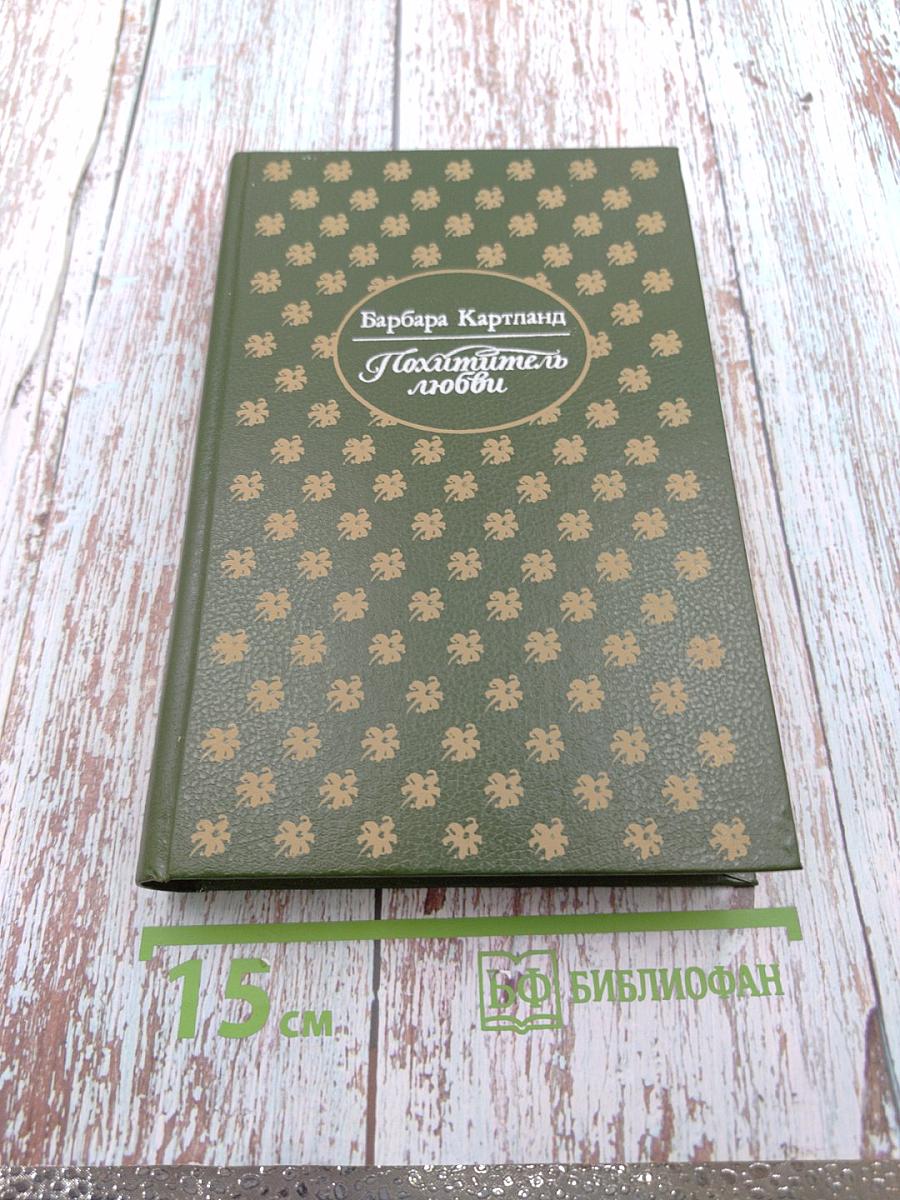 Барбара Картланд
Похититель
любви
15 см
БФ БИБЛИОФАН